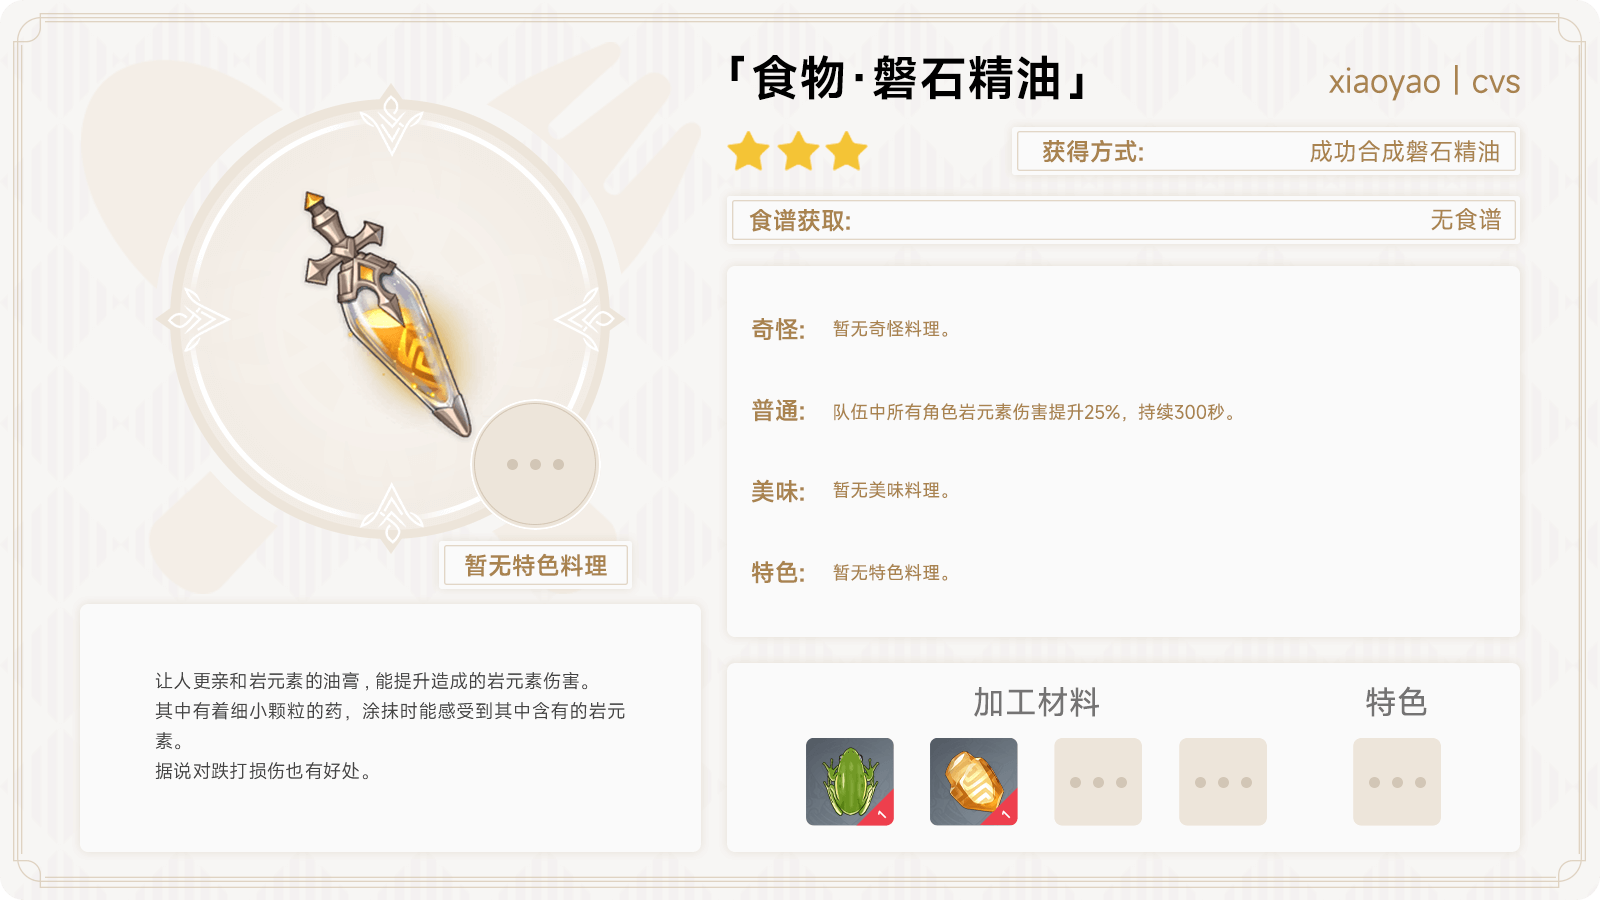 「食物·磐石精油」
xiaoyao | cvs
获得方式:
成功合成磐石精油
食谱获取:
无食谱
奇怪:
暂无奇怪料理。
普通:
队伍中所有角色岩元素伤害提升25%，持续300秒。
美味:
暂无美味料理。
特色:
暂无特色料理。
暂无特色料理
让人更亲和岩元素的油膏，能提升造成的岩元素伤害。
其中有着细小颗粒的药，涂抹时能感受到其中含有的岩元
素。
据说对跌打损伤也有好处。
加工材料
特色
1
1